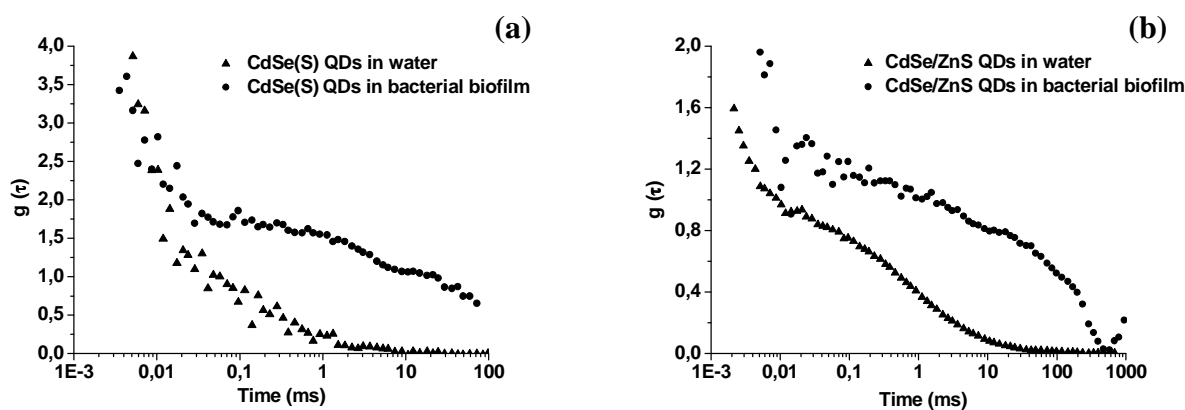 (a)
▲ CdSe(S) QDs in water
● CdSe(S) QDs in bacterial biofilm
g (τ)
4,0
3,5
3,0
2,5
2,0
1,5
1,0
0,5
0,0
1E-3 0,01 0,1 1 10 100
Time (ms)
(b)
▲ CdSe/ZnS QDs in water
● CdSe/ZnS QDs in bacterial biofilm
g (τ)
2,0
1,6
1,2
0,8
0,4
0,0
1E-3 0,01 0,1 1 10 100 1000
Time (ms)